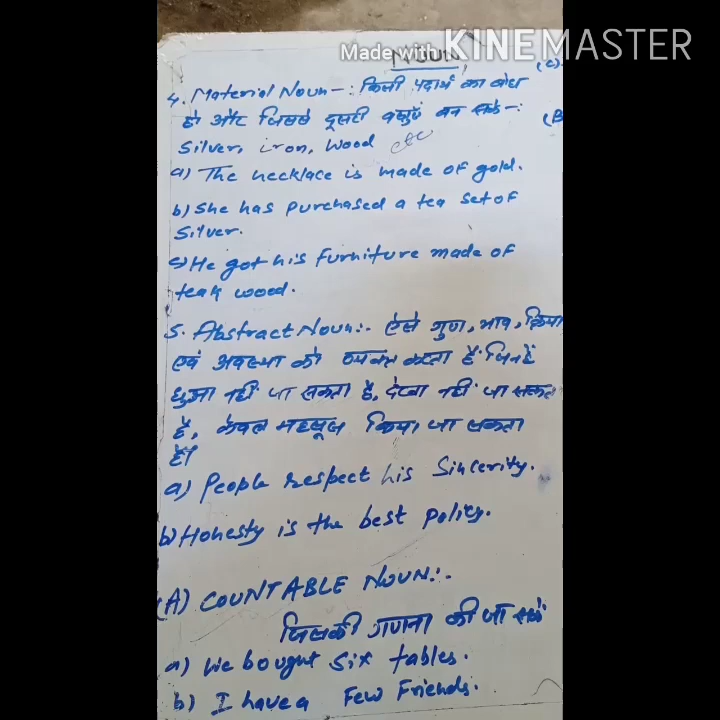 Made with KINEMASTER
NOUN
(C)
4. Material Noun -: किसी पदार्थ का बोध
हो और जिससे दूसरी वस्तुएँ बन सके -:
(B
Silver, iron, wood etc
a) The necklace is made of gold.
b) She has purchased a tea set of
Silver.
c) He got his furniture made of
teak wood.
5. Abstract Noun:- ऐसे गुण, भाव, क्रिया
एवं अवस्था को व्यक्त करता है जिन्हें
छुआ नहीं जा सकता है, देखा नहीं जा सकता
है, केवल महसूस किया जा सकता
है।
a) People respect his Sincerity.
b) Honesty is the best policy.
(A) COUNTABLE NOUN:-
जिसकी गणना की जा सके
a) We bought Six tables.
b) I have a Few Friends.